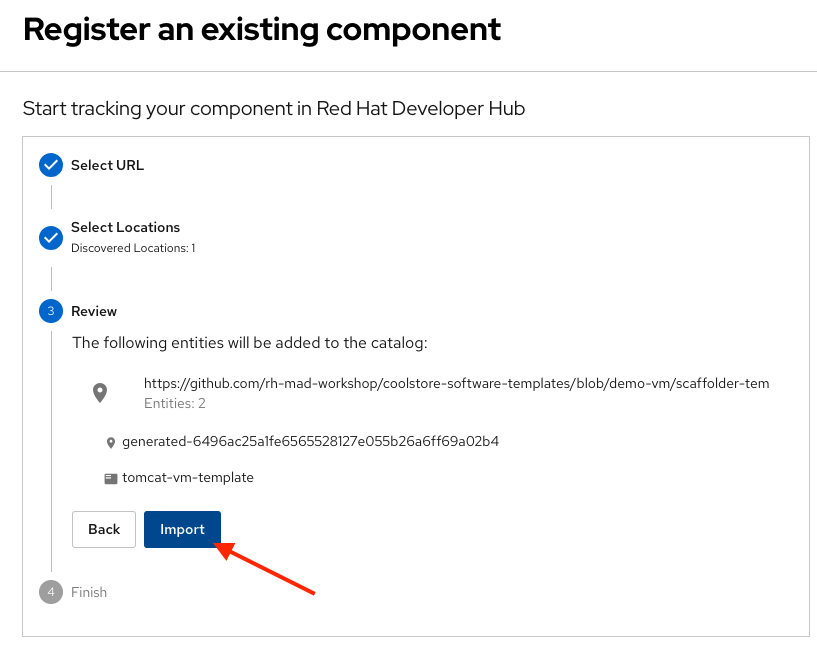 Register an existing component
Start tracking your component in Red Hat Developer Hub
Select URL
Select Locations
Discovered Locations: 1
3 Review
The following entities will be added to the catalog:
https://github.com/rh-mad-workshop/coolstore-software-templates/blob/demo-vm/scaffolder-tem
Entities: 2
generated-6496ac25a1fe6565528127e055b26a6ff69a02b4
tomcat-vm-template
Back Import
4 Finish